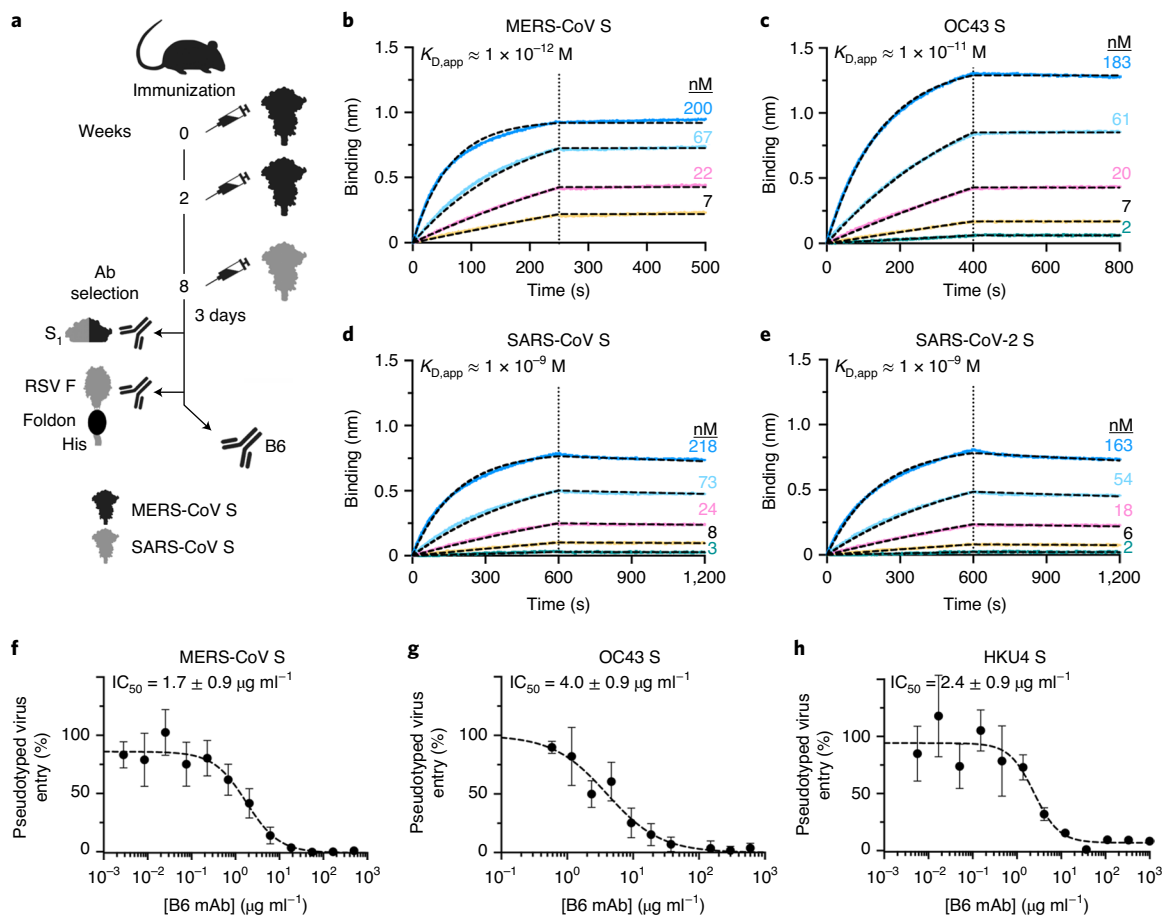 a
Immunization
Weeks
0
2
8
Ab
selection
3 days
S1
RSV F
Foldon
His
B6
MERS-CoV S
SARS-CoV S
b
MERS-CoV S
KD,app ≈ 1 × 10−12 M
nM
200
67
22
7
Binding (nm)
1.5
1.0
0.5
0
0 100 200 300 400 500
Time (s)
c
OC43 S
KD,app ≈ 1 × 10−11 M
nM
183
61
20
7
2
Binding (nm)
1.5
1.0
0.5
0
0 200 400 600 800
Time (s)
d
SARS-CoV S
KD,app ≈ 1 × 10−9 M
nM
218
73
24
8
3
Binding (nm)
1.5
1.0
0.5
0
0 300 600 900 1,200
Time (s)
e
SARS-CoV-2 S
KD,app ≈ 1 × 10−9 M
nM
163
54
18
6
2
Binding (nm)
1.5
1.0
0.5
0
0 300 600 900 1,200
Time (s)
f
MERS-CoV S
IC50 = 1.7 ± 0.9 μg ml−1
Pseudotyped virus
entry (%)
100
50
0
10−3 10−2 10−1 100 101 102 103
[B6 mAb] (μg ml−1)
g
OC43 S
IC50 = 4.0 ± 0.9 μg ml−1
Pseudotyped virus
entry (%)
100
50
0
10−1 100 101 102 103
[B6 mAb] (μg ml−1)
h
HKU4 S
IC50 = 2.4 ± 0.9 μg ml−1
Pseudotyped virus
entry (%)
100
50
0
10−3 10−2 10−1 100 101 102 103
[B6 mAb] (μg ml−1)